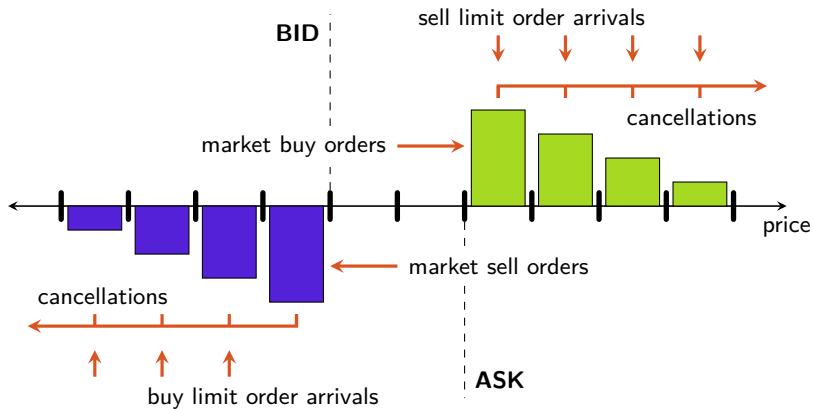 sell limit order arrivals
BID
cancellations
market buy orders
price
market sell orders
cancellations
ASK
buy limit order arrivals